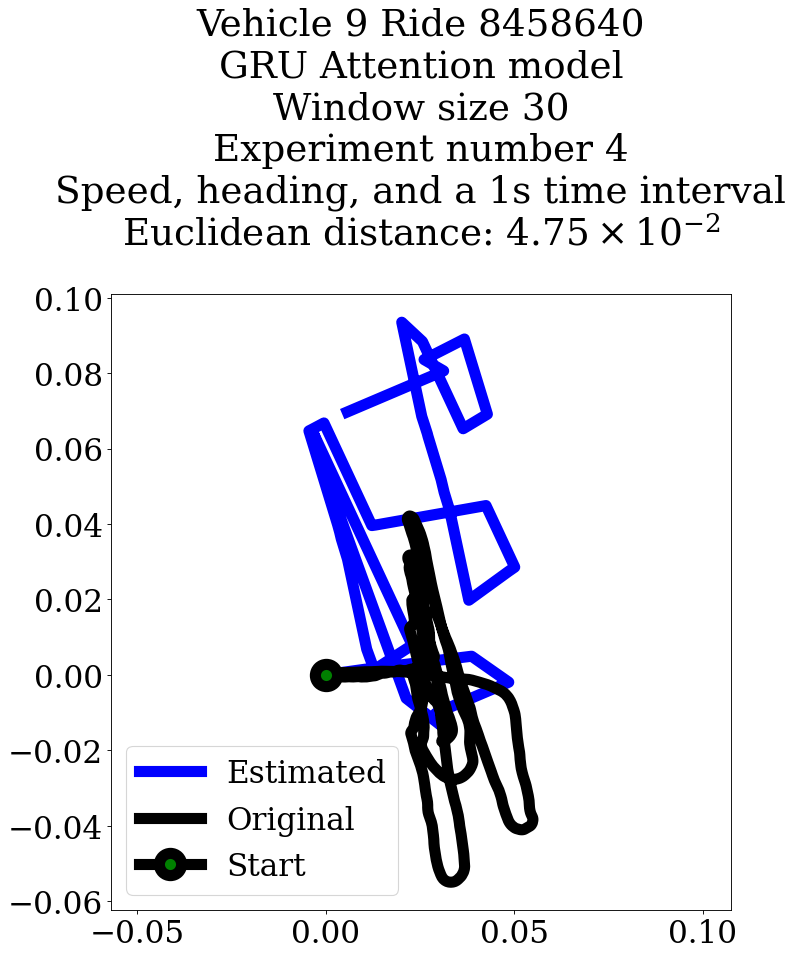 Vehicle 9 Ride 8458640
GRU Attention model
Window size 30
Experiment number 4
Speed, heading, and a 1s time interval
Euclidean distance: 4.75 × 10⁻²
0.10
0.08
0.06
0.04
0.02
0.00
−0.02
−0.04
−0.06
Estimated
Original
Start
−0.05
0.00
0.05
0.10